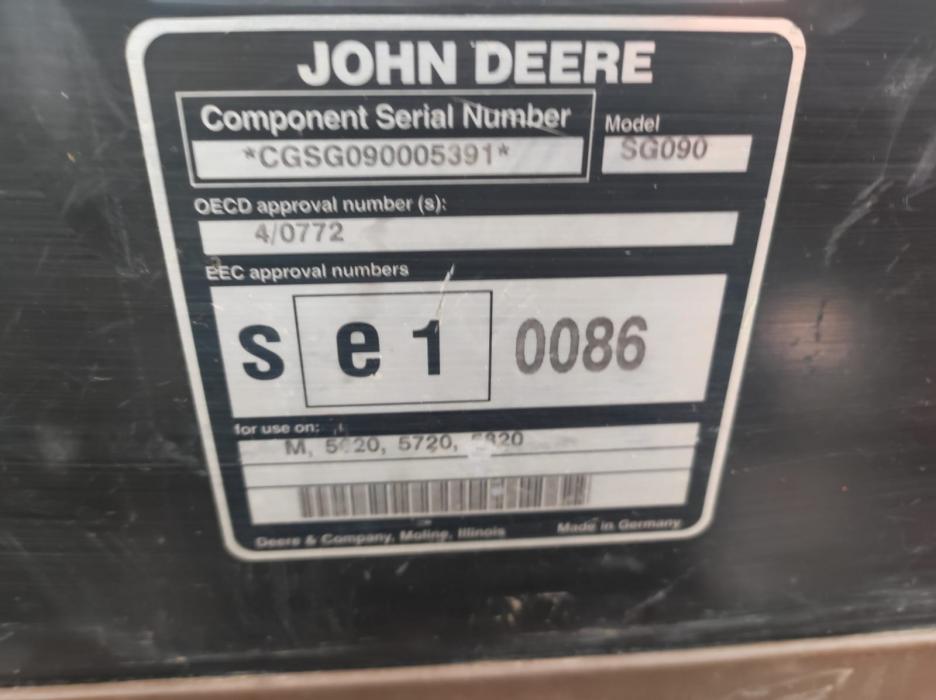 JOHN DEERE
Component Serial Number
*CGSG090005391*
Model
SG090
OECD approval number (s):
4/0772
EEC approval numbers
s e 1 0086
for use on:
M, 5720,
Deere & Company, Moline, Illinois
Made in Germany